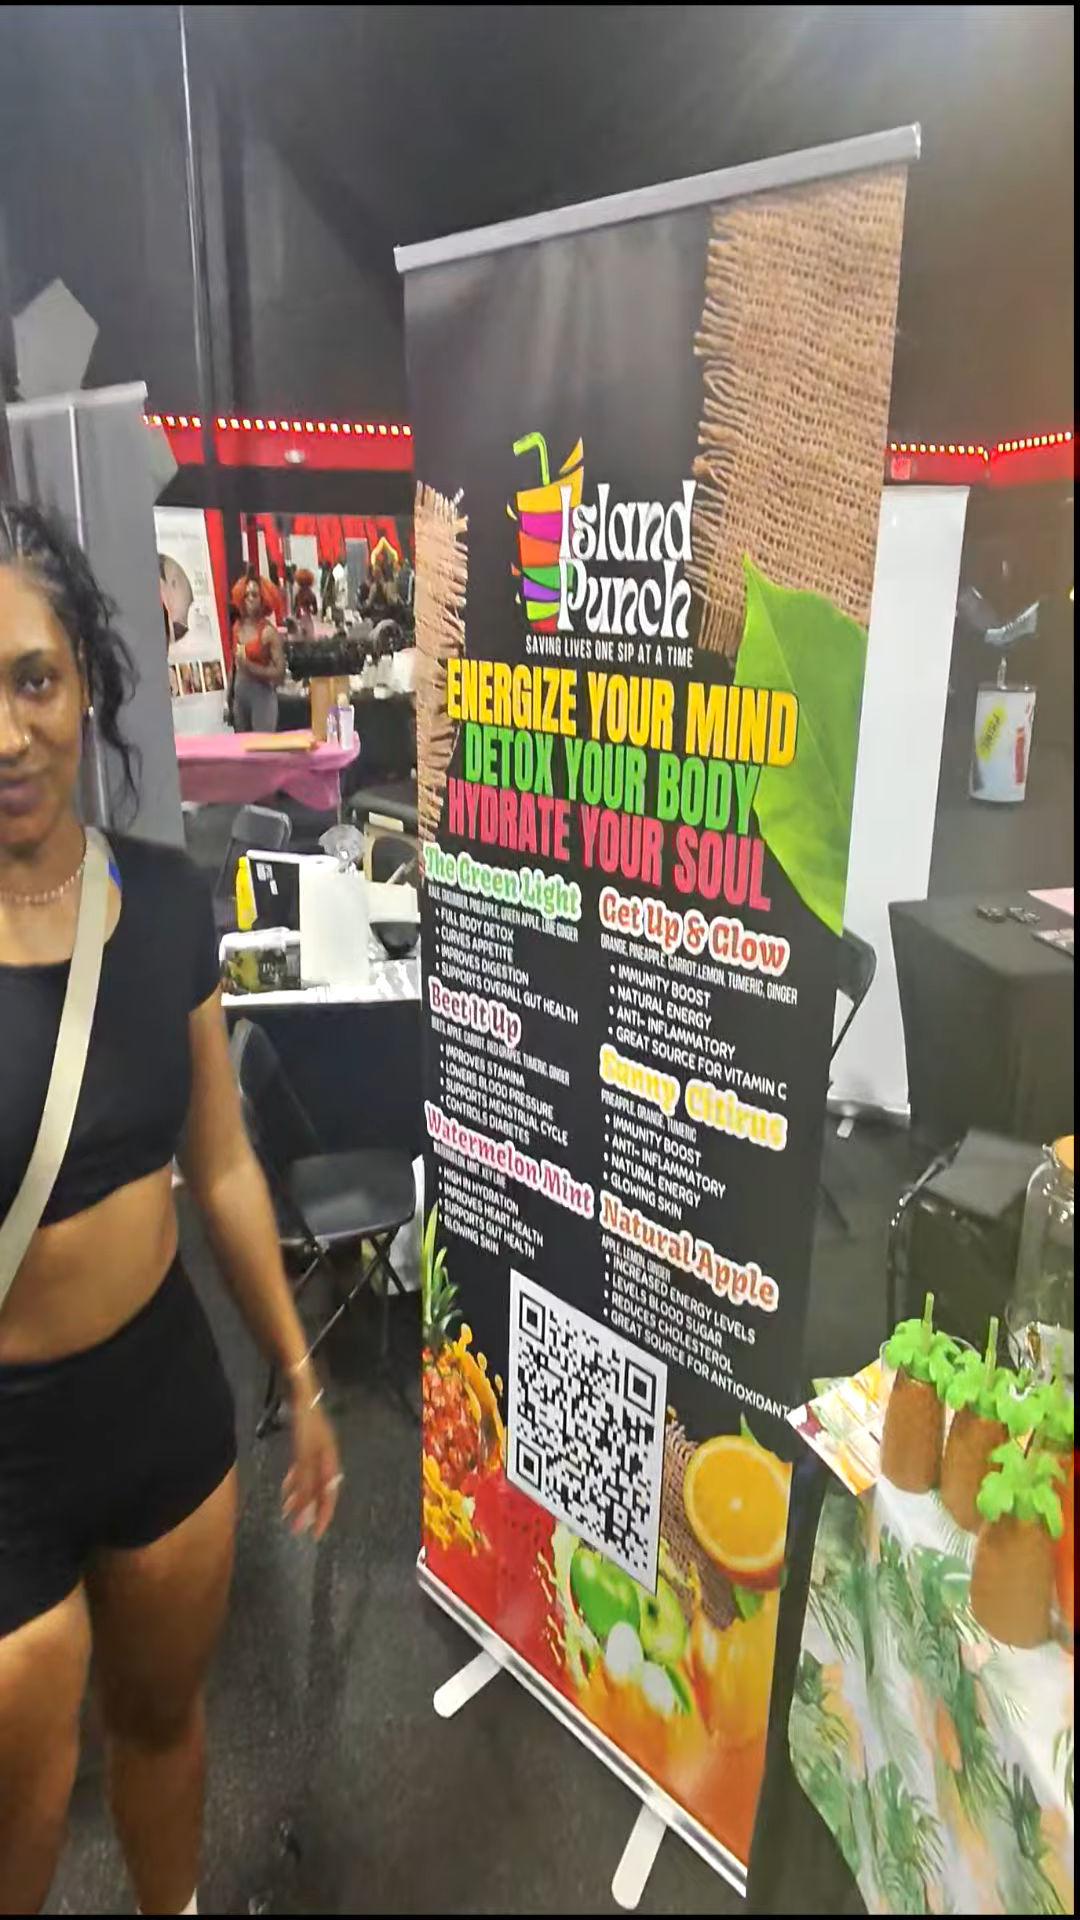 Island
Punch
SAVING LIVES ONE SIP AT A TIME
ENERGIZE YOUR MIND
DETOX YOUR BODY
HYDRATE YOUR SOUL
The Green Light
KALE, CUCUMBER, PINEAPPLE, GREEN APPLE, LIME GINGER
• FULL BODY DETOX
• CURVES APPETITE
• IMPROVES DIGESTION
• SUPPORTS OVERALL GUT HEALTH
Beet It Up
BEETS, APPLE, CARROT, RED GRAPES, TUMERIC, GINGER
• IMPROVES STAMINA
• LOWERS BLOOD PRESSURE
• SUPPORTS MENSTRUAL CYCLE
• CONTROLS DIABETES
Watermelon Mint
WATERMELON, MINT, KEYLIME
• HIGH IN HYDRATION
• IMPROVES HEART HEALTH
• SUPPORTS GUT HEALTH
• GLOWING SKIN
Get Up & Glow
ORANGE, PINEAPPLE, CARROT,LEMON, TUMERIC, GINGER
• IMMUNITY BOOST
• NATURAL ENERGY
• ANTI- INFLAMMATORY
• GREAT SOURCE FOR VITAMIN C
Sunny Citirus
PINEAPPLE, ORANGE, TUMERIC
• IMMUNITY BOOST
• ANTI- INFLAMMATORY
• NATURAL ENERGY
• GLOWING SKIN
Natural Apple
APPLE, LEMON, GINGER
• INCREASED ENERGY LEVELS
• LEVELS BLOOD SUGAR
• REDUCES CHOLESTEROL
• GREAT SOURCE FOR ANTIOXIDANT